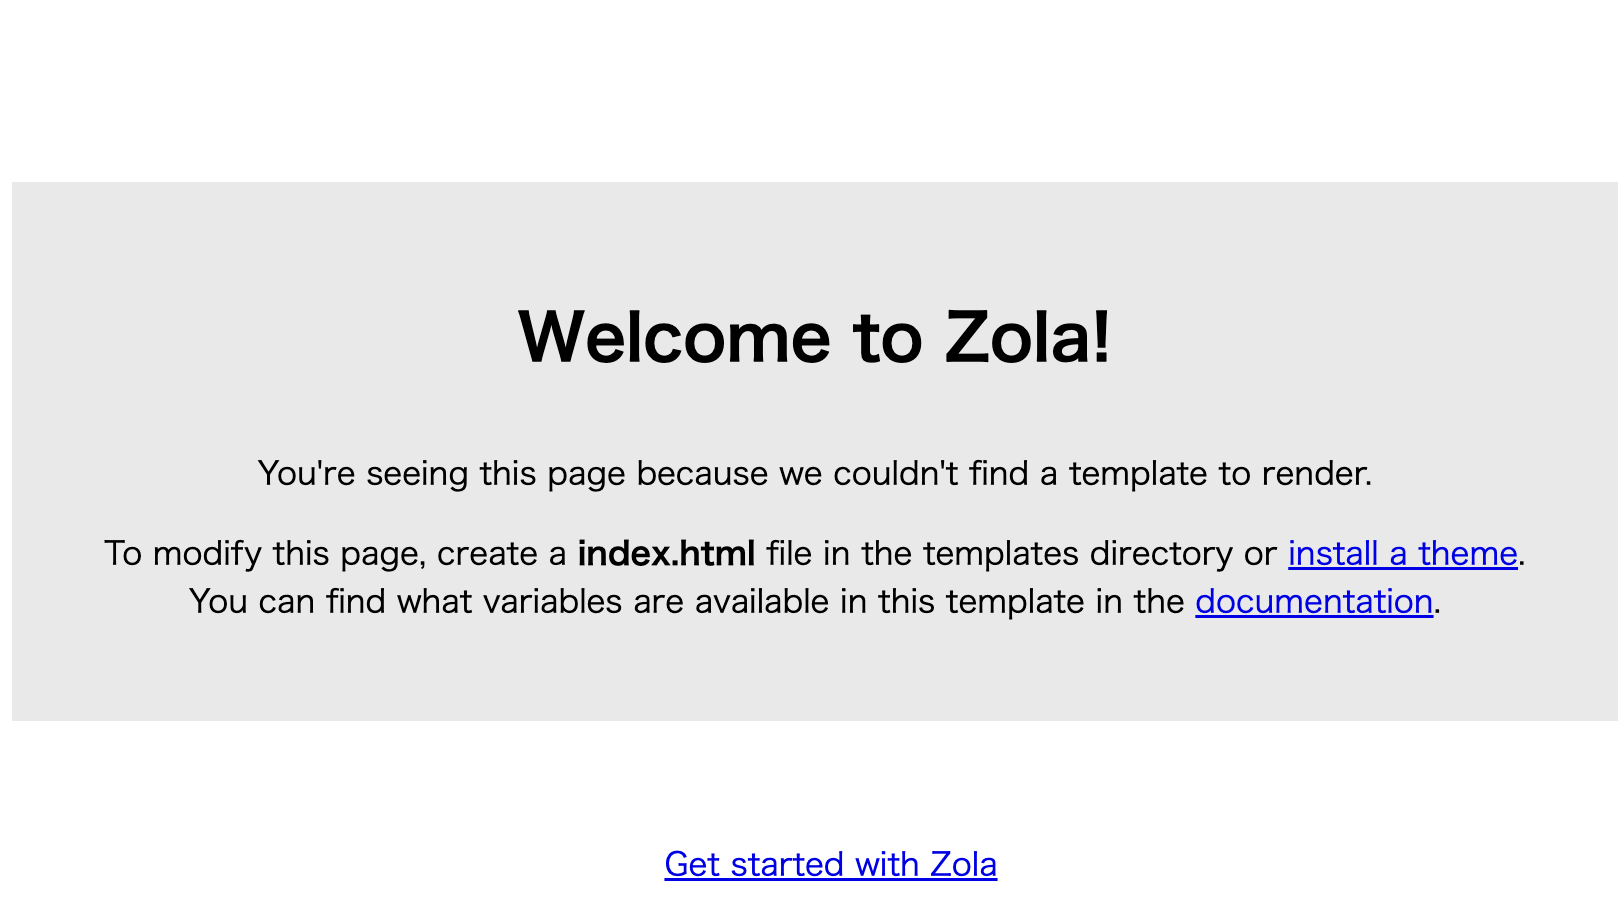 Welcome to Zola!
You're seeing this page because we couldn't find a template to render.
To modify this page, create a index.html file in the templates directory or install a theme.
You can find what variables are available in this template in the documentation.
Get started with Zola